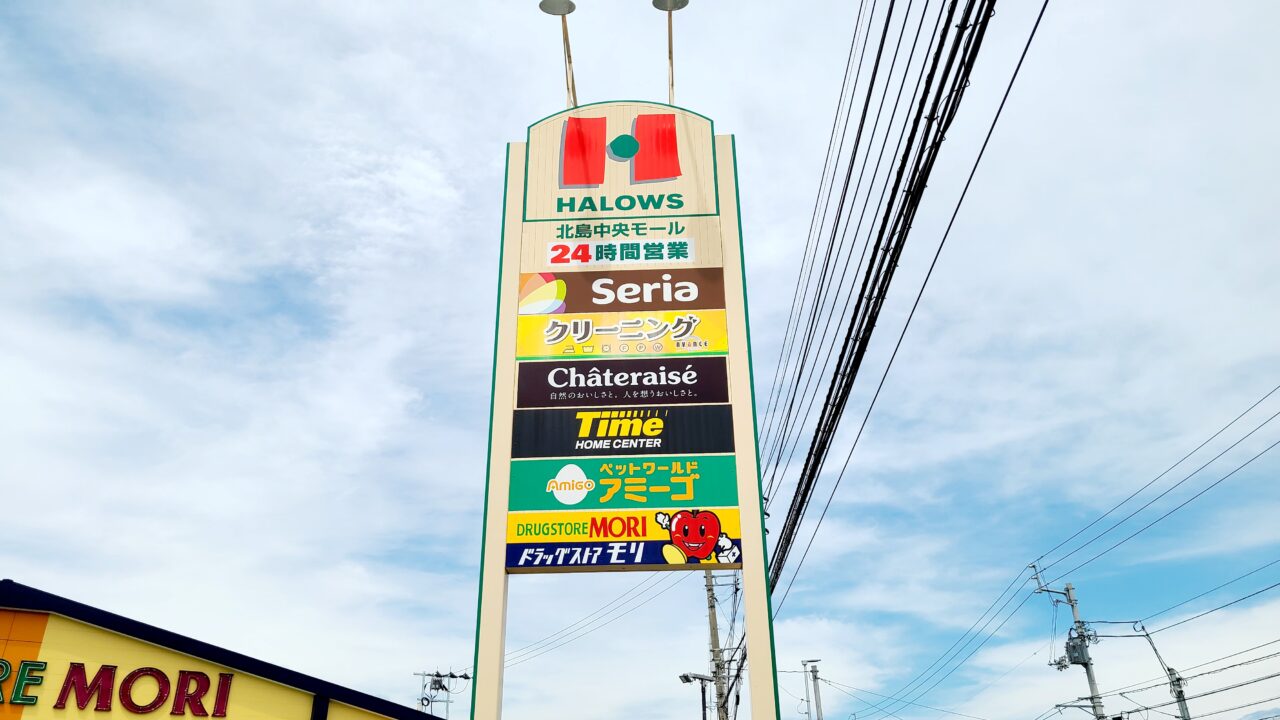 HALOWS
北島中央モール
24時間営業
Seria
クリーニング
Châteraisé
自然のおいしさと、人を想うおいしさと。
Time
HOME CENTER
ペットワールド
AMIGO アミーゴ
DRUGSTORE MORI
ドラッグストア モリ
RE MORI